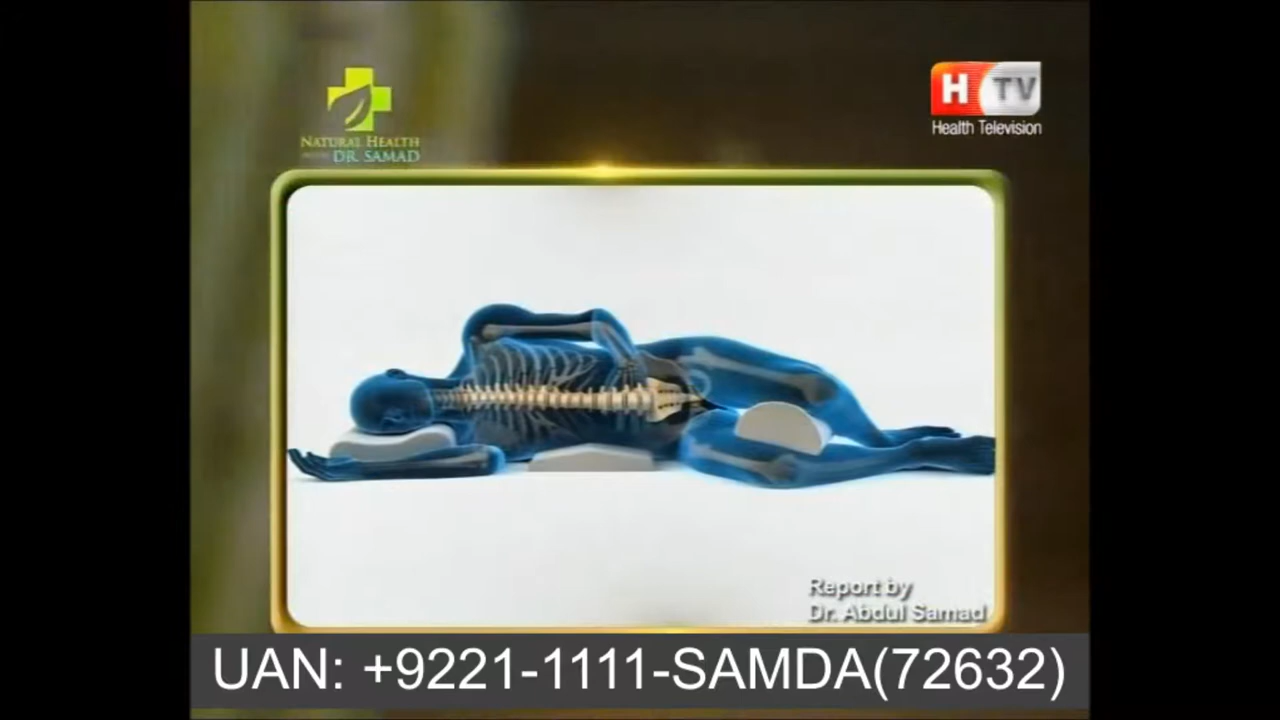 NATURAL HEALTH
DR. SAMAD
H TV
Health Television
Report by
Dr. Abdul Samad
UAN: +9221-1111-SAMDA(72632)